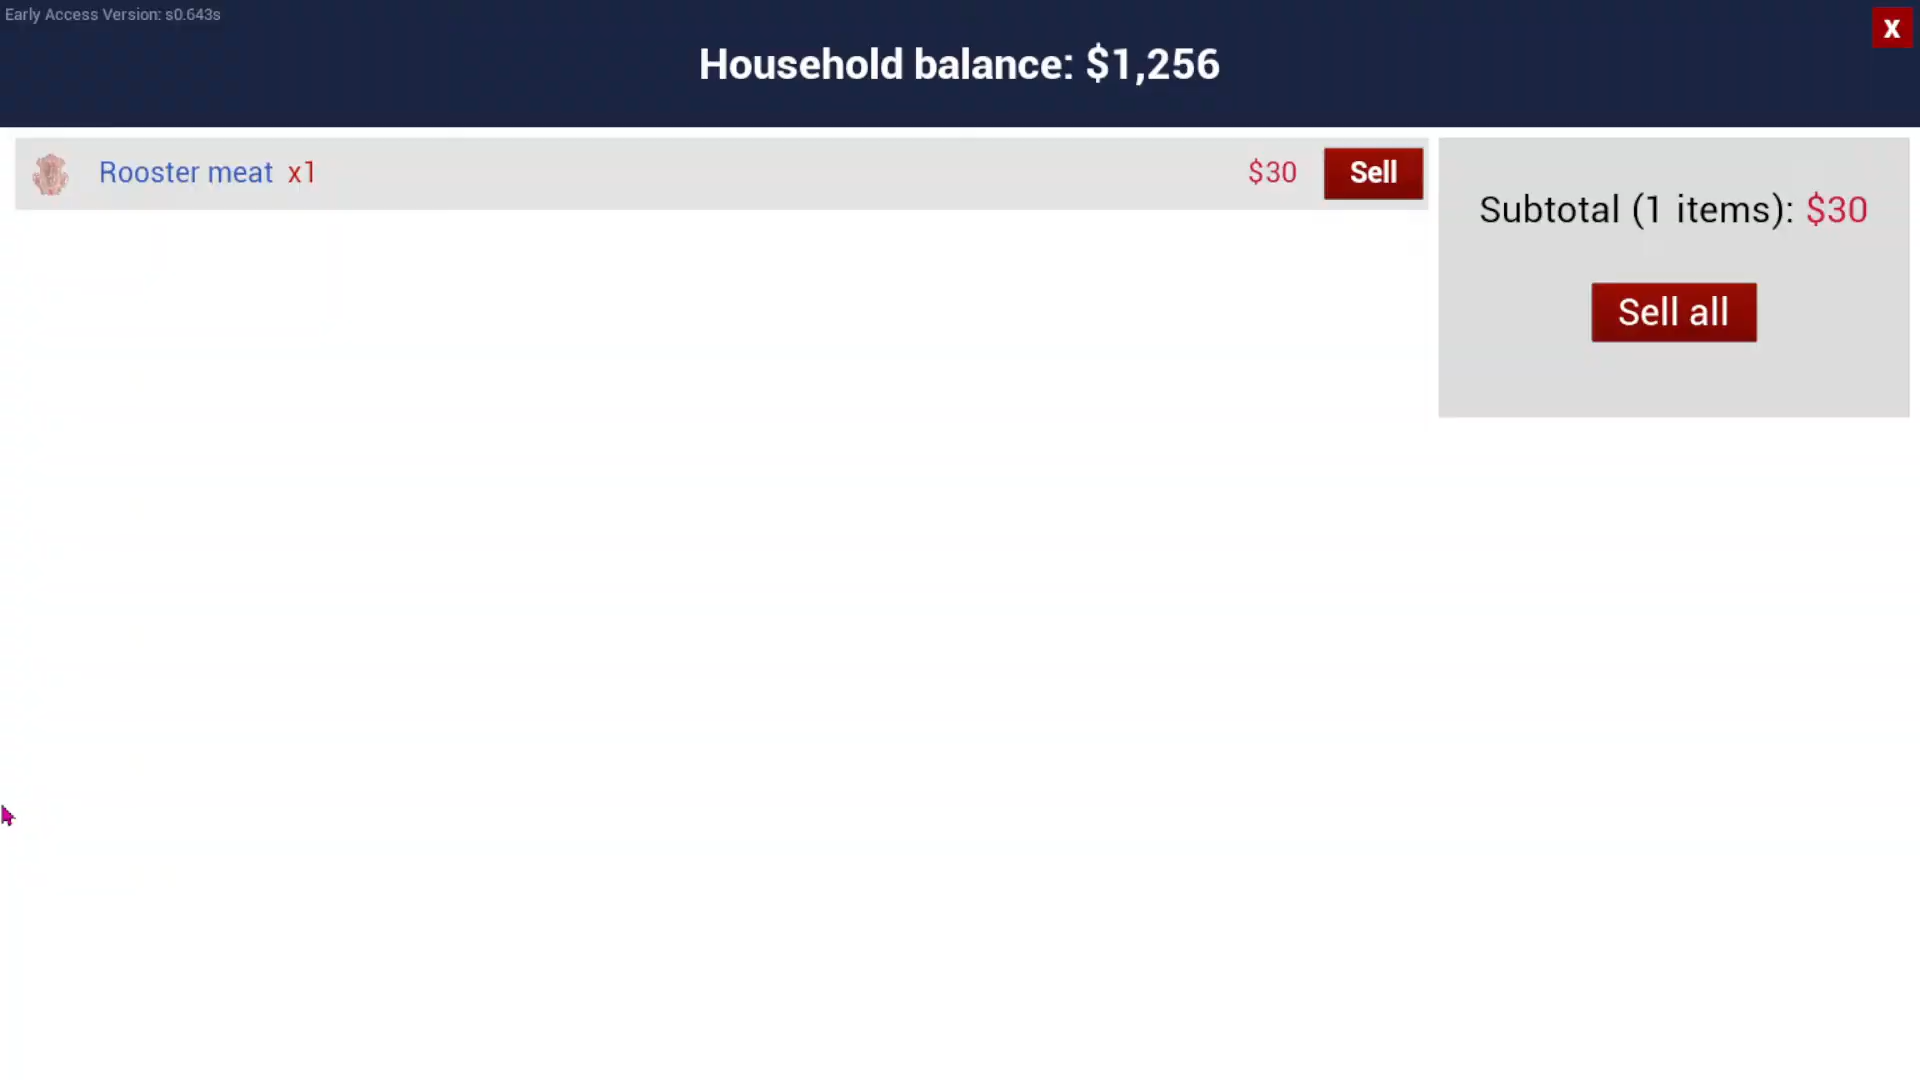 Early Access Version: s0.643s
X
Household balance: $1,256
Rooster meat x1 $30 Sell
Subtotal (1 items): $30
Sell all